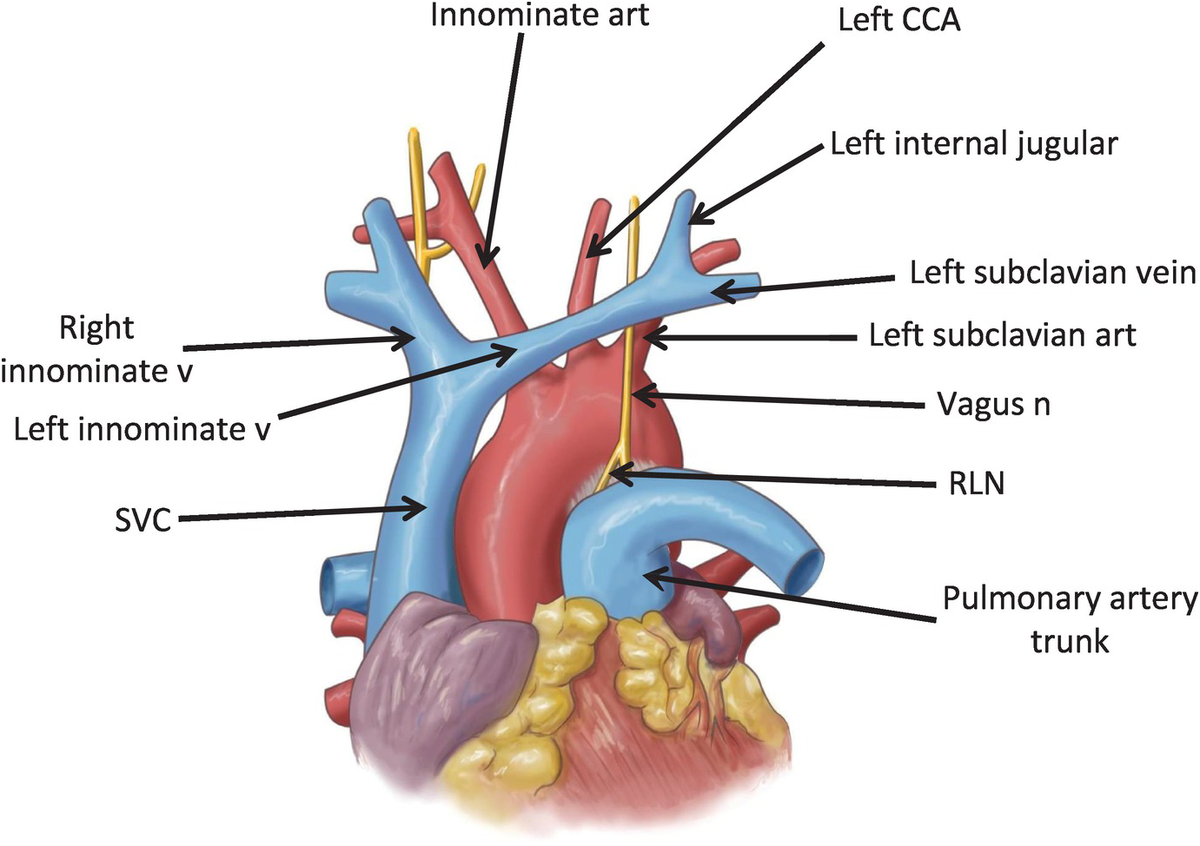 Innominate art
Left CCA
Left internal jugular
Left subclavian vein
Left subclavian art
Vagus n
RLN
Pulmonary artery
trunk
Right
innominate v
Left innominate v
SVC